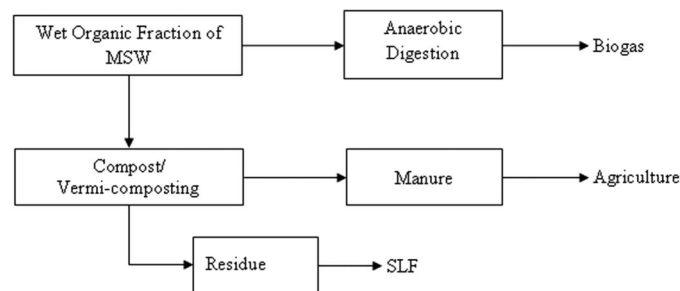 Wet Organic Fraction of
MSW
Anaerobic
Digestion
Biogas
Compost/
Vermi-composting
Manure
Agriculture
Residue
SLF